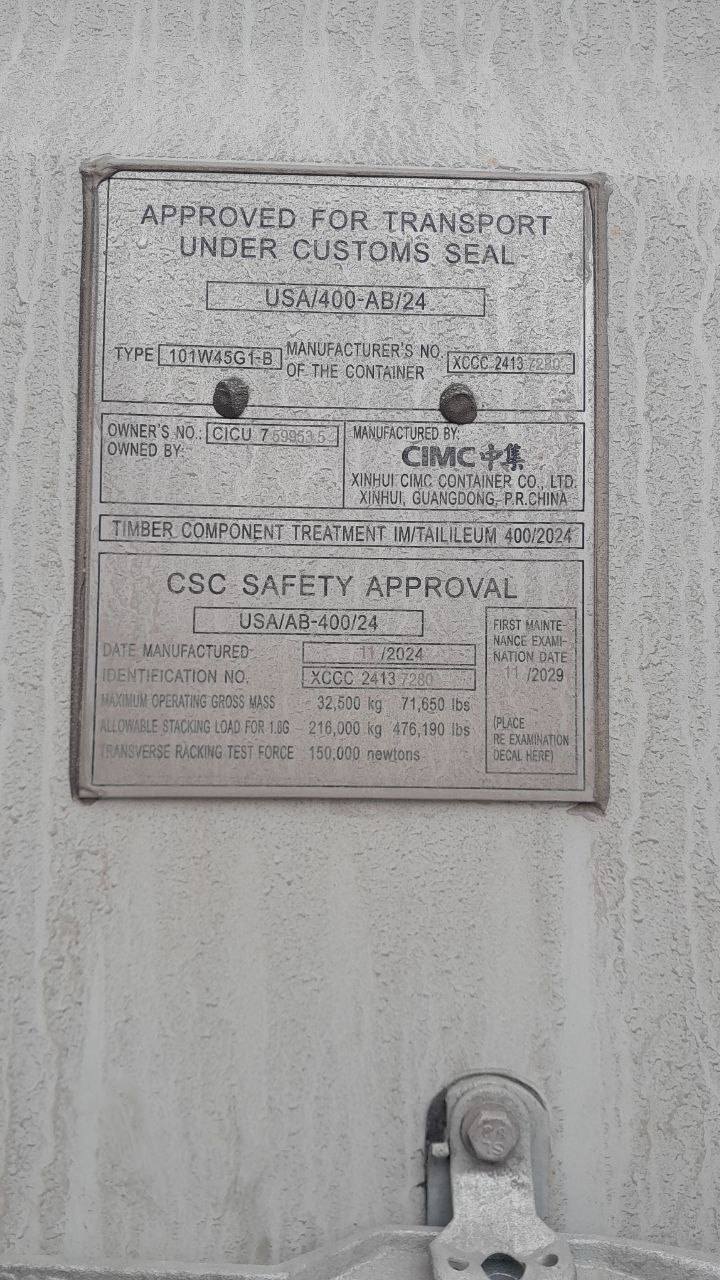 APPROVED FOR TRANSPORT
UNDER CUSTOMS SEAL
USA/400-AB/24
TYPE 101W45G1-B
MANUFACTURER'S NO.
OF THE CONTAINER
XCCC 2413 7280
OWNER'S NO.: CICU 7 59953 5
OWNED BY:
MANUFACTURED BY:
CIMC 中集
XINHUI CIMC CONTAINER CO., LTD.
XINHUI, GUANGDONG, P.R.CHINA
TIMBER COMPONENT TREATMENT IM/TAILILEUM 400/2024
CSC SAFETY APPROVAL
USA/AB-400/24
DATE MANUFACTURED 11 /2024
IDENTIFICATION NO. XCCC 2413 7280
MAXIMUM OPERATING GROSS MASS 32,500 kg 71,650 lbs
ALLOWABLE STACKING LOAD FOR 1.8G 216,000 kg 476,190 lbs
TRANSVERSE RACKING TEST FORCE 150,000 newtons
FIRST MAINTE-
NANCE EXAMI-
NATION DATE
11 /2029
(PLACE
RE EXAMINATION
DECAL HERE)